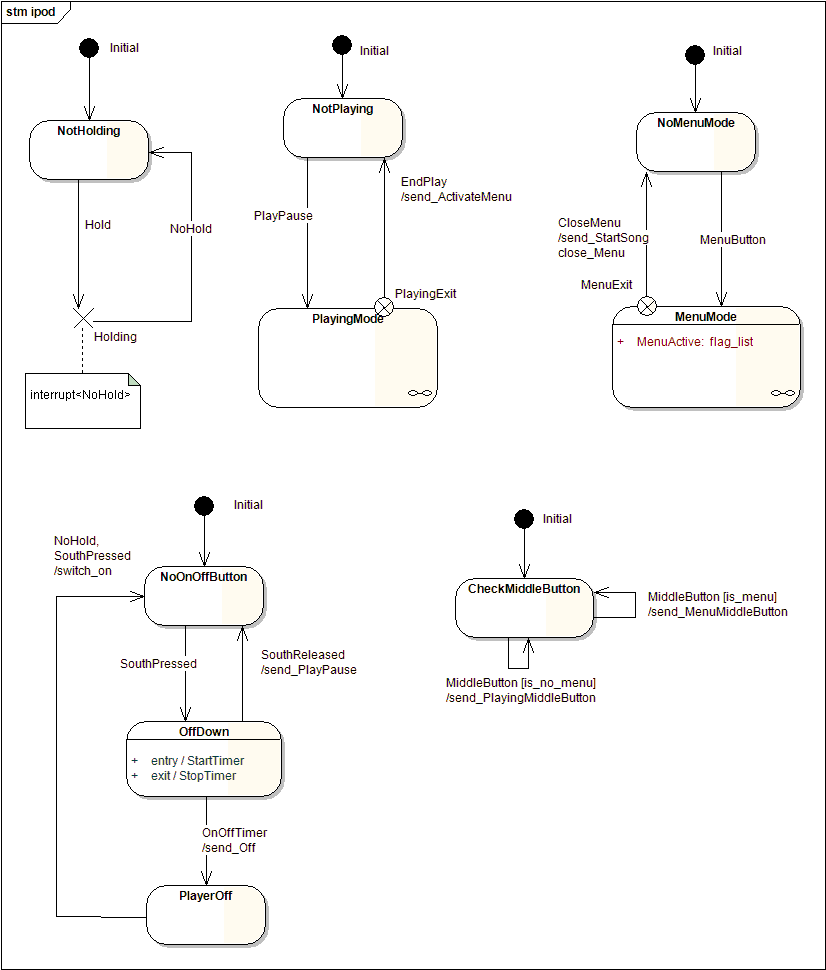 stm ipod
Initial
NotHolding
Hold
NoHold
Holding
interrupt<NoHold>
Initial
NotPlaying
PlayPause
EndPlay
/send_ActivateMenu
PlayingExit
PlayingMode
Initial
NoMenuMode
CloseMenu
/send_StartSong
close_Menu
MenuButton
MenuExit
MenuMode
+ MenuActive: flag_list
Initial
NoHold,
SouthPressed
/switch_on
NoOnOffButton
SouthPressed
SouthReleased
/send_PlayPause
OffDown
+ entry / StartTimer
+ exit / StopTimer
OnOffTimer
/send_Off
PlayerOff
Initial
CheckMiddleButton
MiddleButton [is_menu]
/send_MenuMiddleButton
MiddleButton [is_no_menu]
/send_PlayingMiddleButton